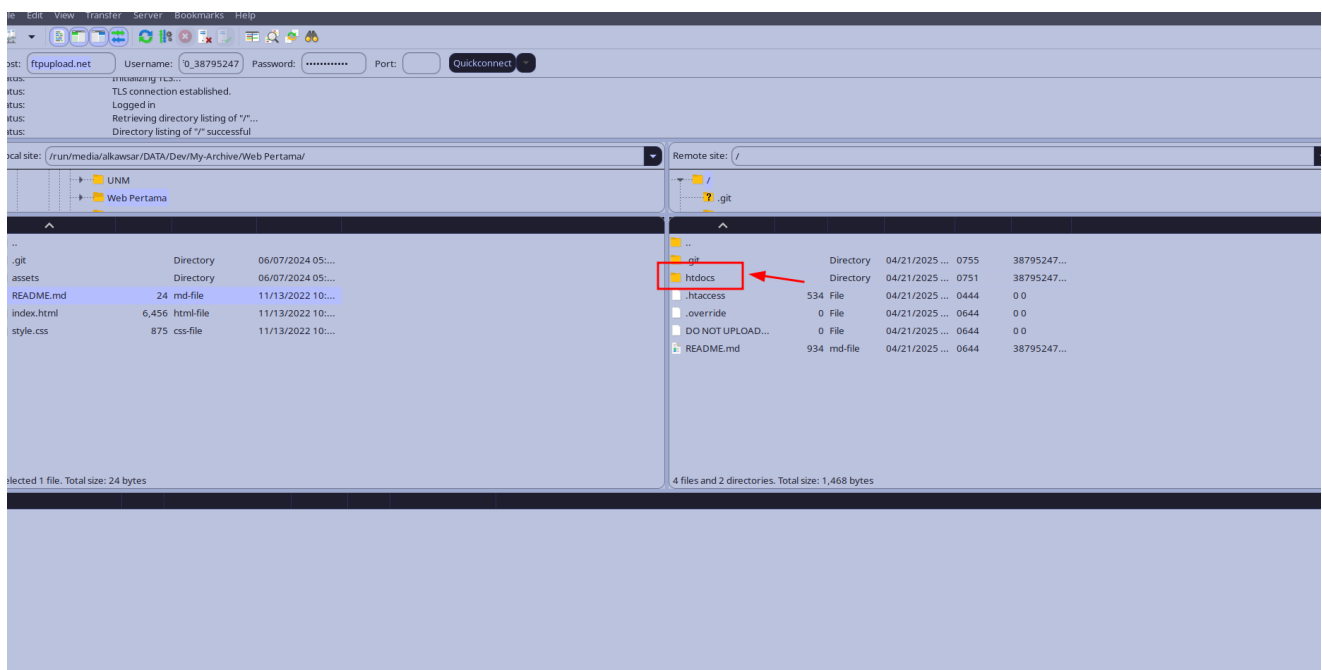 Edit View Transfer Server Bookmarks Help
Host: ftpupload.net Username: 0_38795247 Password: •••••••••••• Port: Quickconnect
atus: Initializing TLS...
atus: TLS connection established.
atus: Logged in
atus: Retrieving directory listing of "/"...
atus: Directory listing of "/" successful
ocal site: /run/media/alkawsar/DATA/Dev/My-Archive/Web Pertama/
UNM
Web Pertama
..
.git Directory 06/07/2024 05:...
assets Directory 06/07/2024 05:...
README.md 24 md-file 11/13/2022 10:...
index.html 6,456 html-file 11/13/2022 10:...
style.css 875 css-file 11/13/2022 10:...
elected 1 file. Total size: 24 bytes
Remote site: /
/
? .git
..
.git Directory 04/21/2025 ... 0755 38795247...
htdocs Directory 04/21/2025 ... 0751 38795247...
.htaccess 534 File 04/21/2025 ... 0444 0 0
.override 0 File 04/21/2025 ... 0644 0 0
DO NOT UPLOAD... 0 File 04/21/2025 ... 0644 0 0
README.md 934 md-file 04/21/2025 ... 0644 38795247...
4 files and 2 directories. Total size: 1,468 bytes